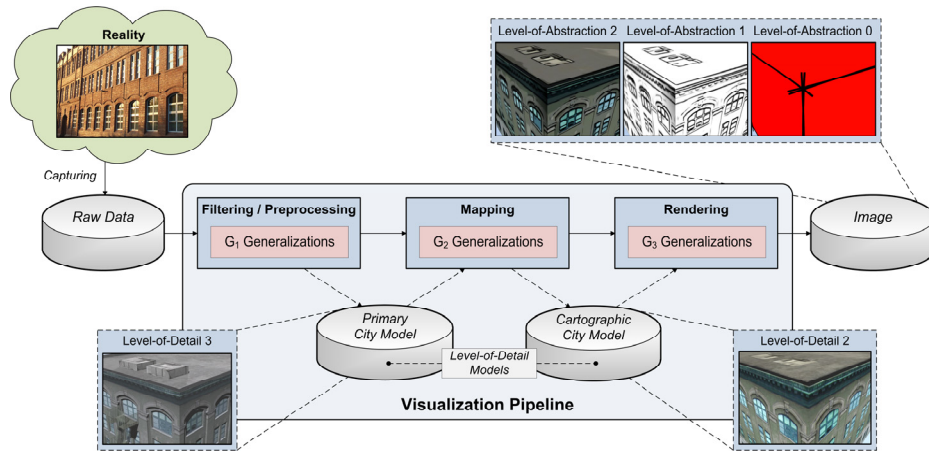 Reality
Level-of-Abstraction 2
Level-of-Abstraction 1
Level-of-Abstraction 0
Capturing
Raw Data
Filtering / Preprocessing
G₁ Generalizations
Mapping
G₂ Generalizations
Rendering
G₃ Generalizations
Image
Primary
City Model
Cartographic
City Model
Level-of-Detail 3
Level-of-Detail
Models
Level-of-Detail 2
Visualization Pipeline